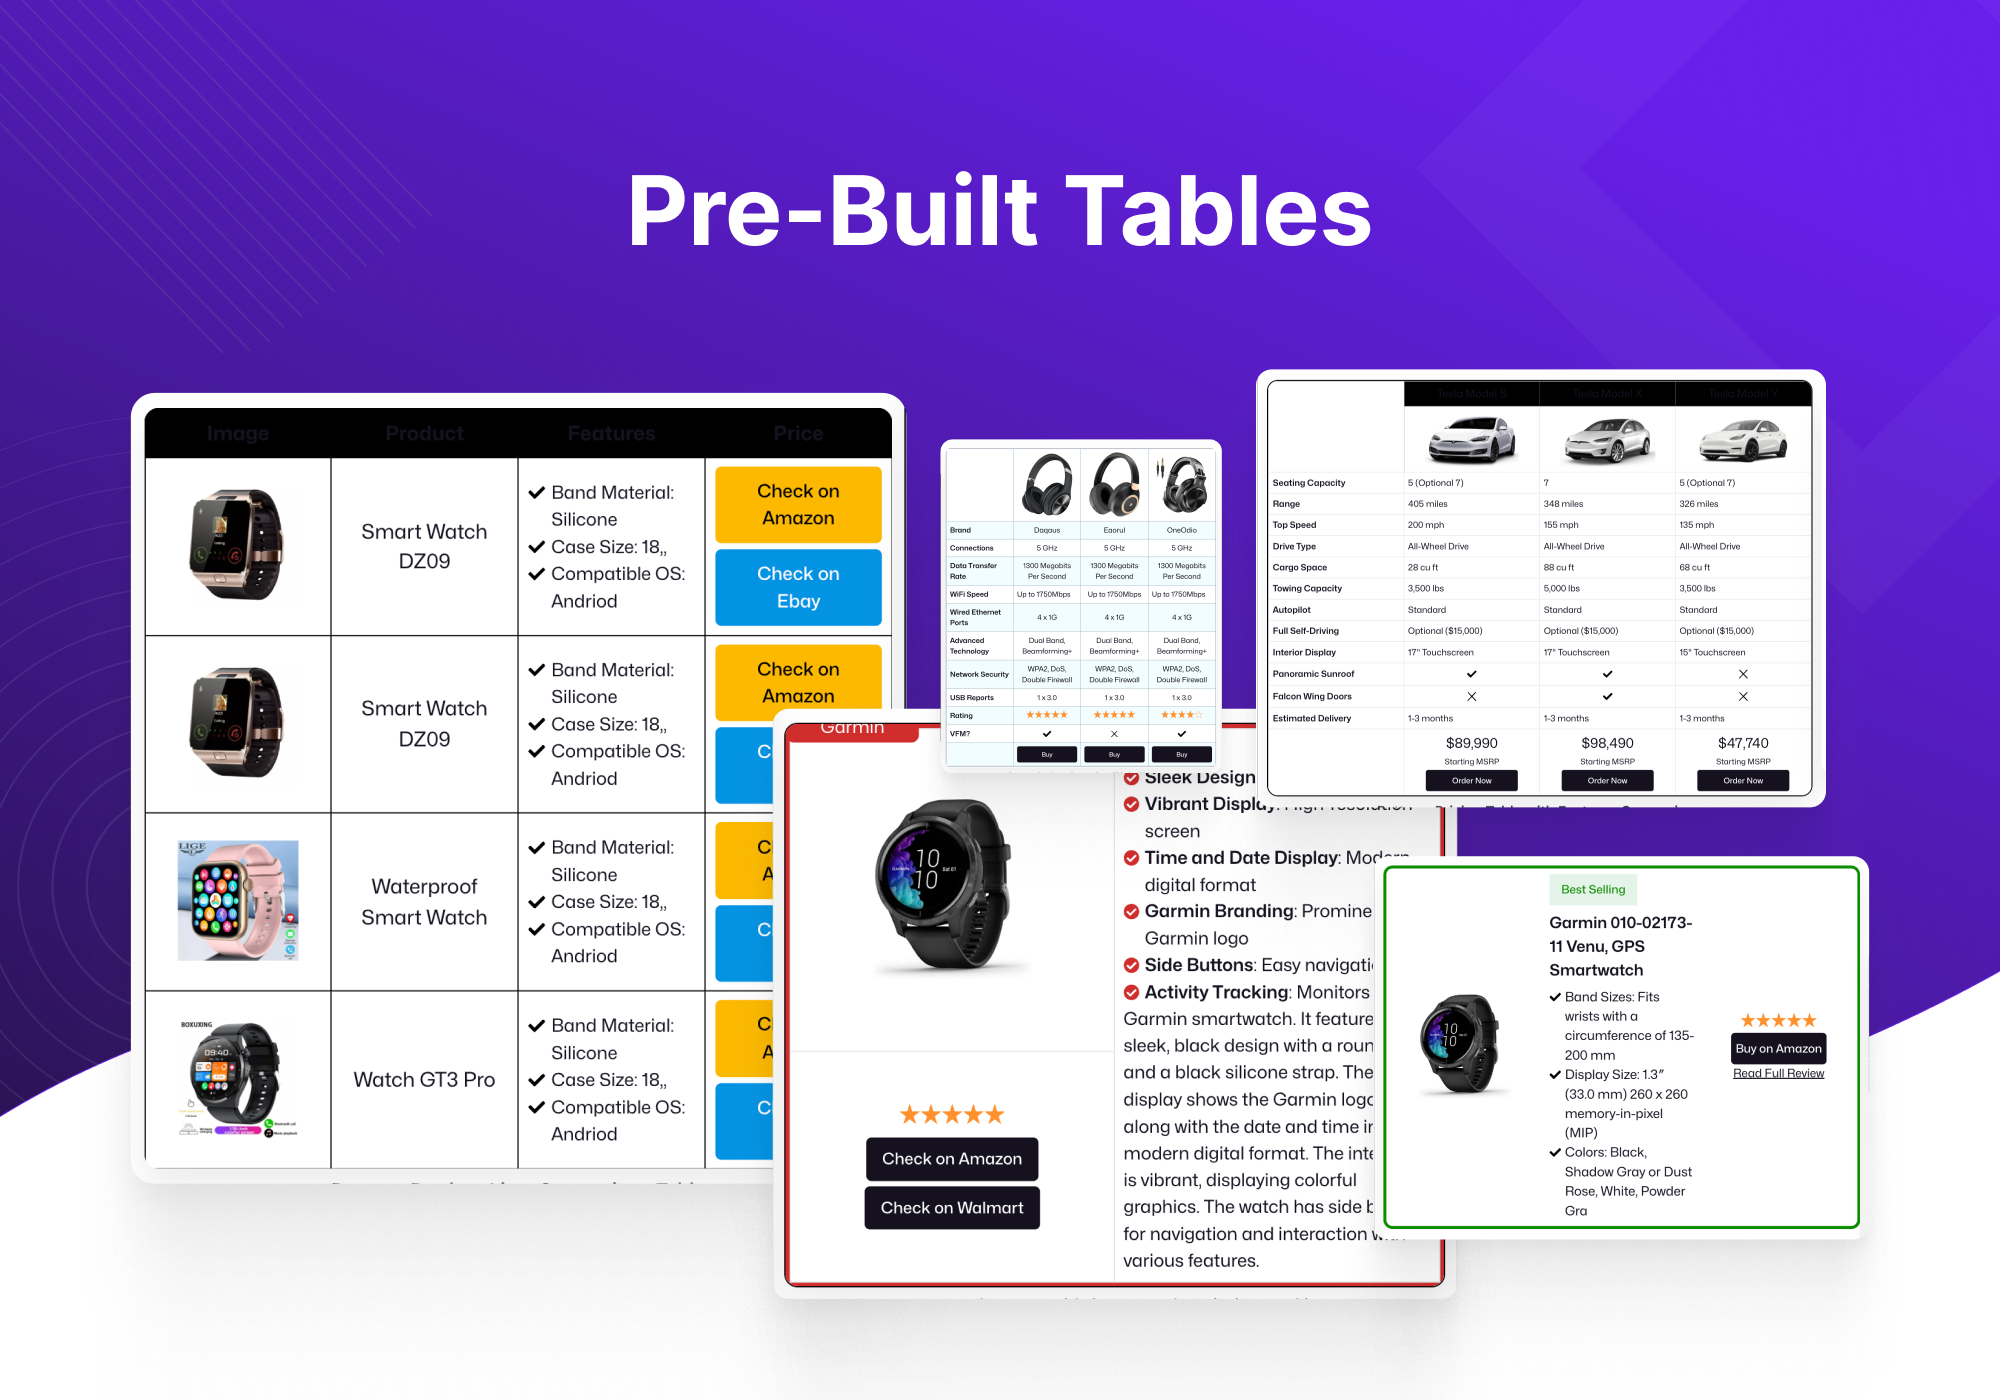 Pre-Built Tables
Image Product Features Price
Smart Watch
DZ09
Band Material:
Silicone
Case Size: 18,,
Compatible OS:
Andriod
Check on
Amazon
Check on
Ebay
Smart Watch
DZ09
Band Material:
Silicone
Case Size: 18,,
Compatible OS:
Andriod
Check on
Amazon
C
LIGE
Waterproof
Smart Watch
Band Material:
Silicone
Case Size: 18,,
Compatible OS:
Andriod
C
A
C
BOXUXING
09:40
Watch GT3 Pro
Band Material:
Silicone
Case Size: 18,,
Compatible OS:
Andriod
C
A
C
Brand Daqaus Eaorul OneOdio
Connections 5 GHz 5 GHz 5 GHz
Data Transfer
Rate
1300 Megabits
Per Second
1300 Megabits
Per Second
1300 Megabits
Per Second
WiFi Speed Up to 1750Mbps Up to 1750Mbps Up to 1750Mbps
Wired Ethernet
Ports
4 x 1G 4 x 1G 4 x 1G
Advanced
Technology
Dual Band,
Beamforming+
Dual Band,
Beamforming+
Dual Band,
Beamforming+
Network Security
WPA2, DoS,
Double Firewall
WPA2, DoS,
Double Firewall
WPA2, DoS,
Double Firewall
USB Reports 1 x 3.0 1 x 3.0 1 x 3.0
Rating
VFM?
Buy Buy Buy
Tesla Model S Tesla Model X Tesla Model Y
Seating Capacity 5 (Optional 7) 7 5 (Optional 7)
Range 405 miles 348 miles 326 miles
Top Speed 200 mph 155 mph 135 mph
Drive Type All-Wheel Drive All-Wheel Drive All-Wheel Drive
Cargo Space 28 cu ft 88 cu ft 68 cu ft
Towing Capacity 3,500 lbs 5,000 lbs 3,500 lbs
Autopilot Standard Standard Standard
Full Self-Driving Optional ($15,000) Optional ($15,000) Optional ($15,000)
Interior Display 17" Touchscreen 17" Touchscreen 15" Touchscreen
Panoramic Sunroof
Falcon Wing Doors
Estimated Delivery 1-3 months 1-3 months 1-3 months
$89,990 $98,490 $47,740
Starting MSRP Starting MSRP Starting MSRP
Order Now Order Now Order Now
Garmin
10
10
Sat 01
Check on Amazon
Check on Walmart
Sleek Design
Vibrant Display: High-resolution
screen
Time and Date Display: Modern
digital format
Garmin Branding: Promine
Garmin logo
Side Buttons: Easy navigati
Activity Tracking: Monitors
Garmin smartwatch. It feature
sleek, black design with a roun
and a black silicone strap. The
display shows the Garmin logo
along with the date and time in
modern digital format. The inte
is vibrant, displaying colorful
graphics. The watch has side b
for navigation and interaction with
various features.
Best Selling
Garmin 010-02173-
11 Venu, GPS
Smartwatch
10
10
Band Sizes: Fits
wrists with a
circumference of 135-
200 mm
Display Size: 1.3″
(33.0 mm) 260 x 260
memory-in-pixel
(MIP)
Colors: Black,
Shadow Gray or Dust
Rose, White, Powder
Gra
Buy on Amazon
Read Full Review